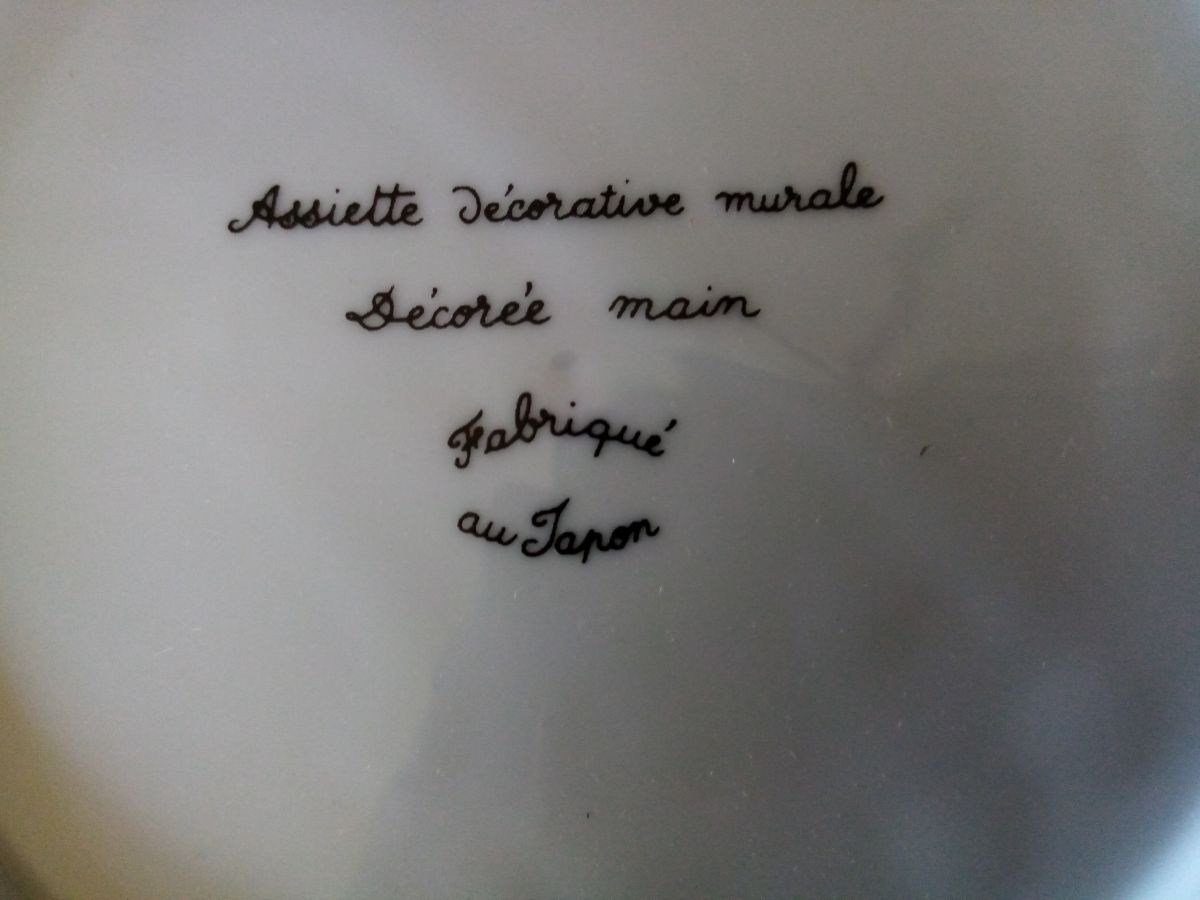 Assiette décorative murale
Décorée main
Fabriqué
au Japon